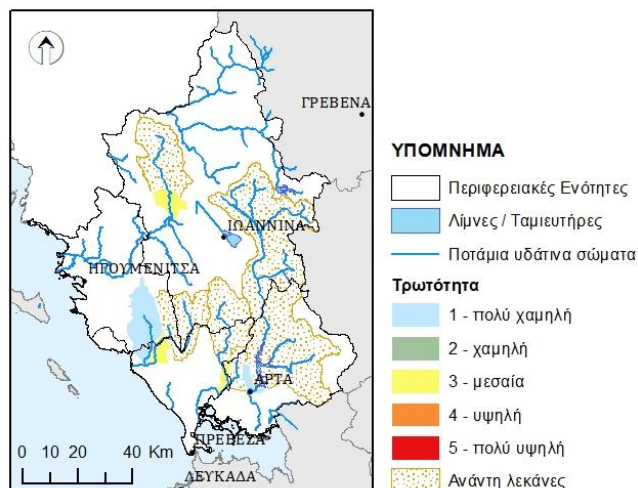 ΓΡΕΒΕΝΑ
ΙΩΑΝΝΙΝΑ
ΗΓΟΥΜΕΝΙΤΣΑ
ΑΡΤΑ
ΠΡΕΒΕΖΑ
ΛΕΥΚΑΔΑ
0 10 20 40 Km
ΥΠΟΜΝΗΜΑ
Περιφερειακές Ενότητες
Λίμνες / Ταμιευτήρες
Ποτάμια υδάτινα σώματα
Τρωτότητα
1 - πολύ χαμηλή
2 - χαμηλή
3 - μεσαία
4 - υψηλή
5 - πολύ υψηλή
Ανάντη λεκάνες